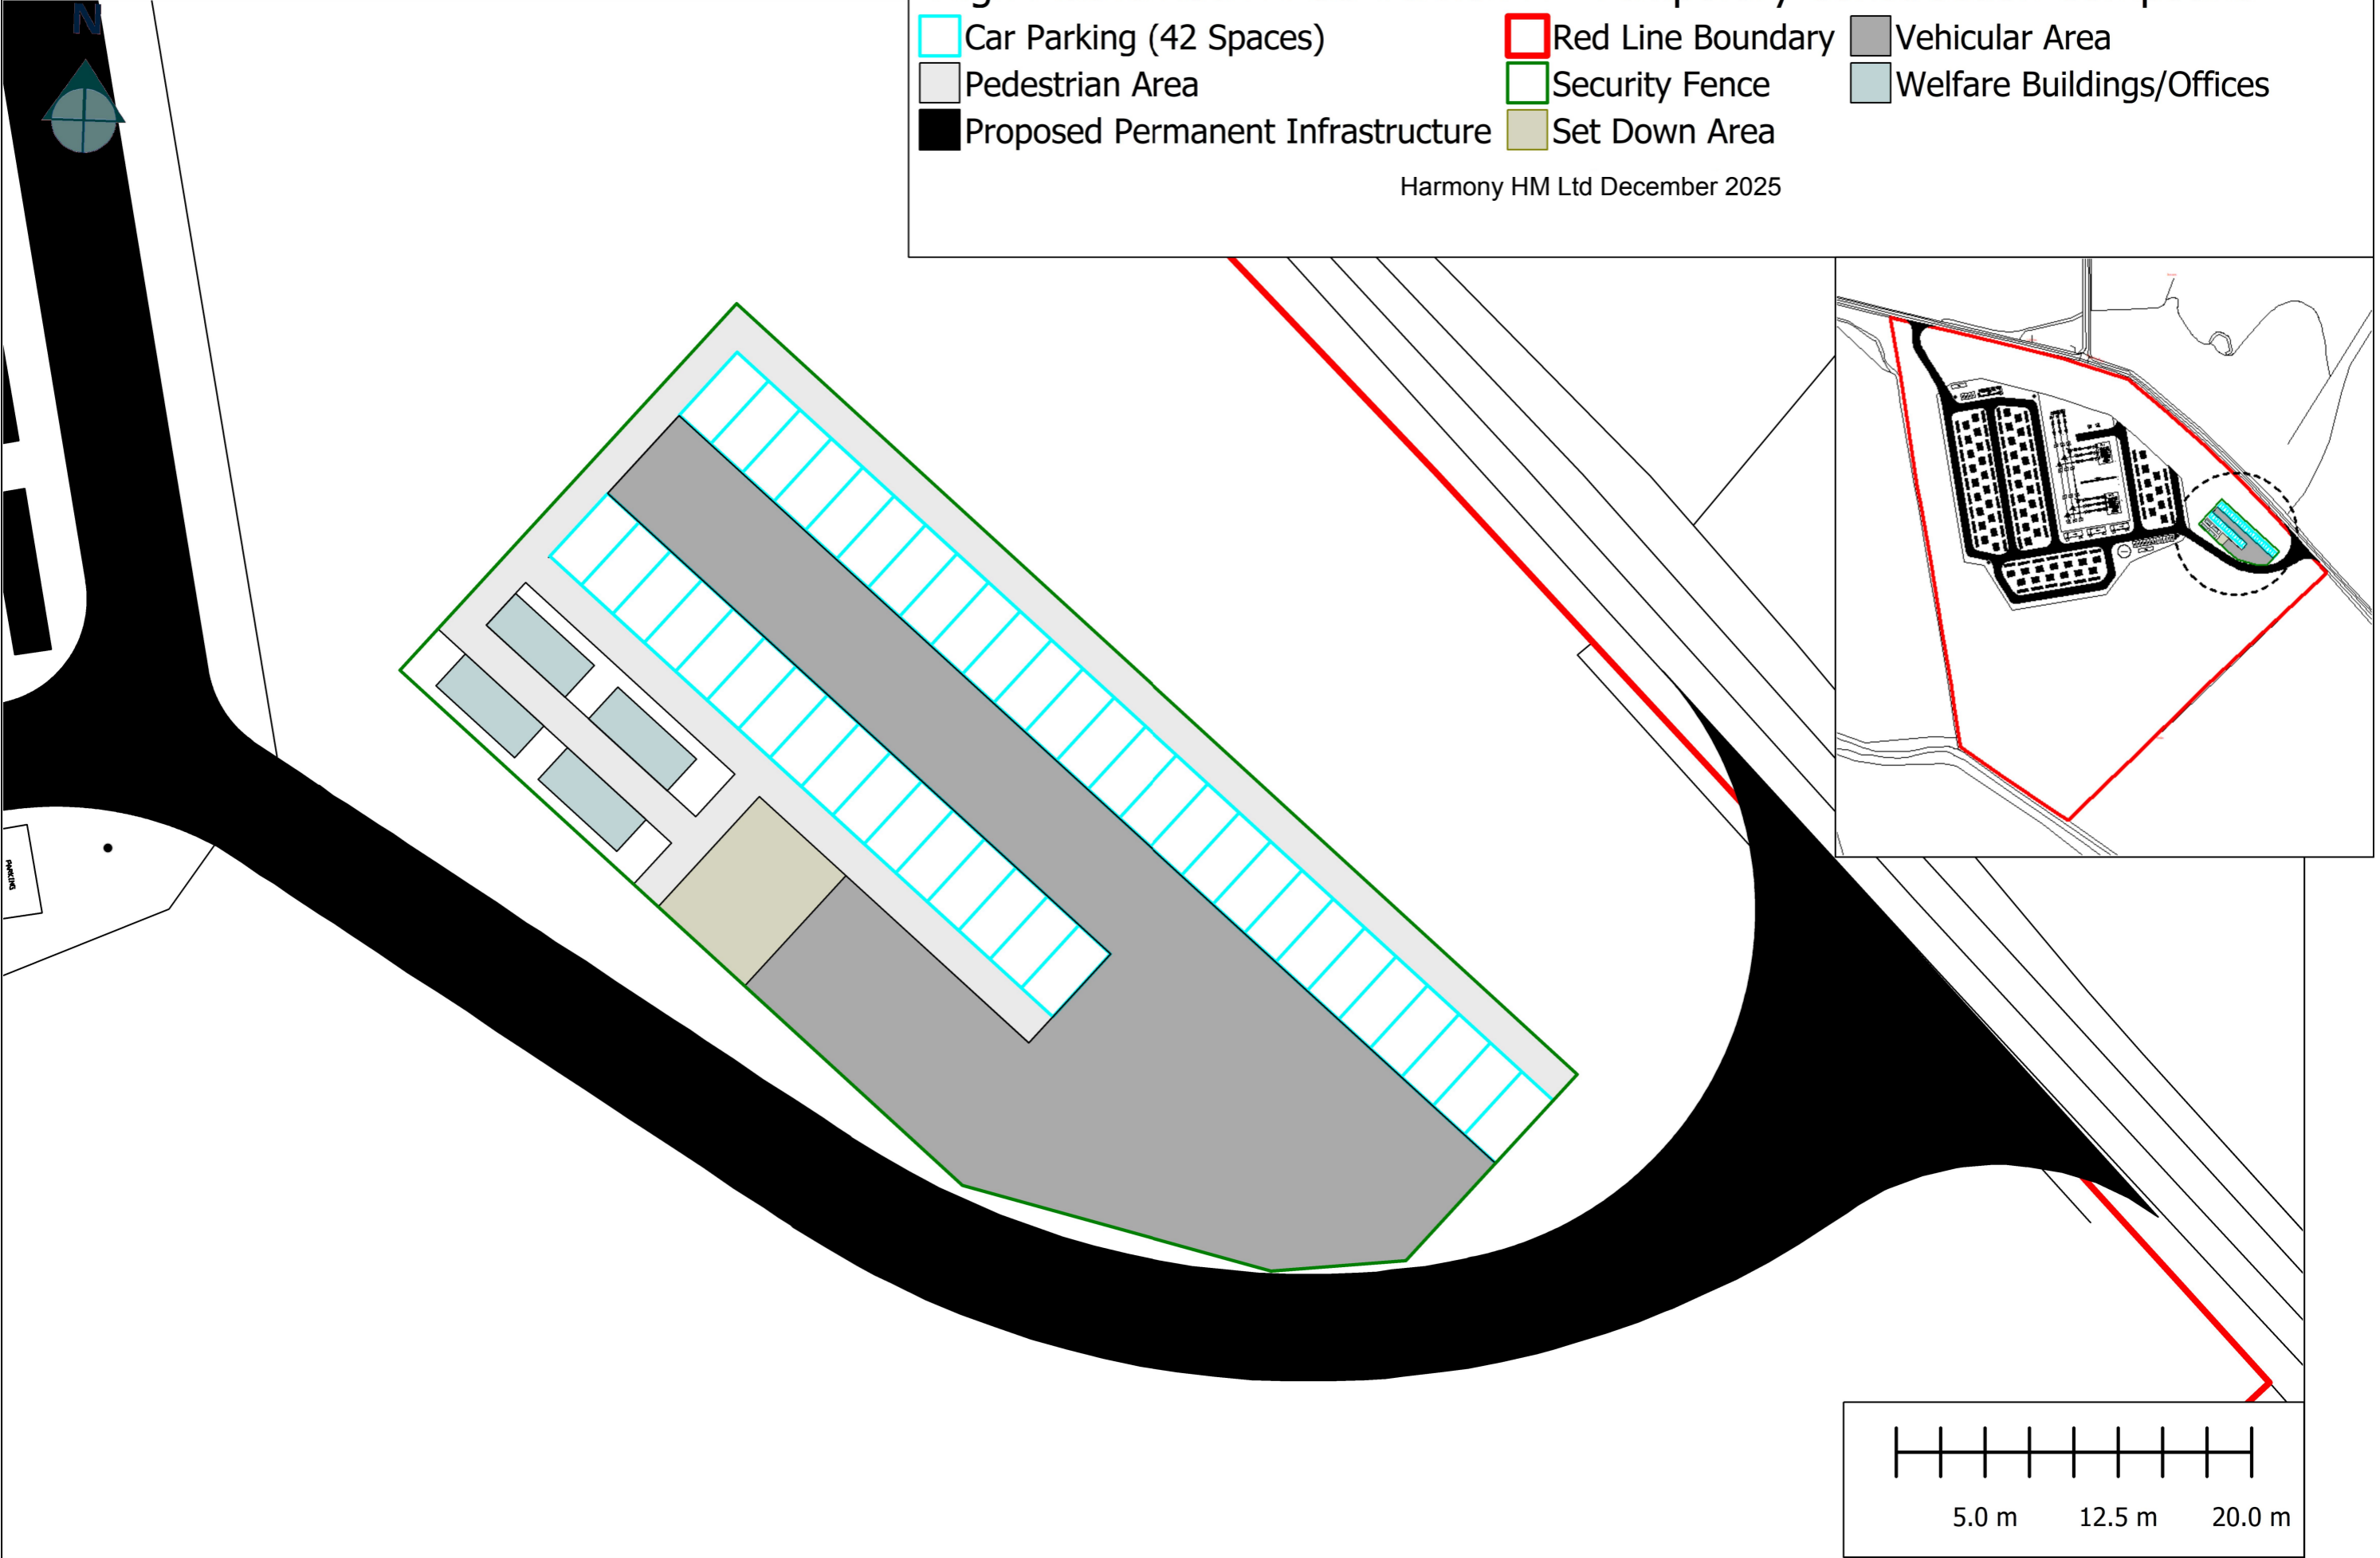 N
Car Parking (42 Spaces)
Red Line Boundary
Vehicular Area
Pedestrian Area
Security Fence
Welfare Buildings/Offices
Proposed Permanent Infrastructure
Set Down Area
Harmony HM Ltd December 2025
PARKING
5.0 m 12.5 m 20.0 m